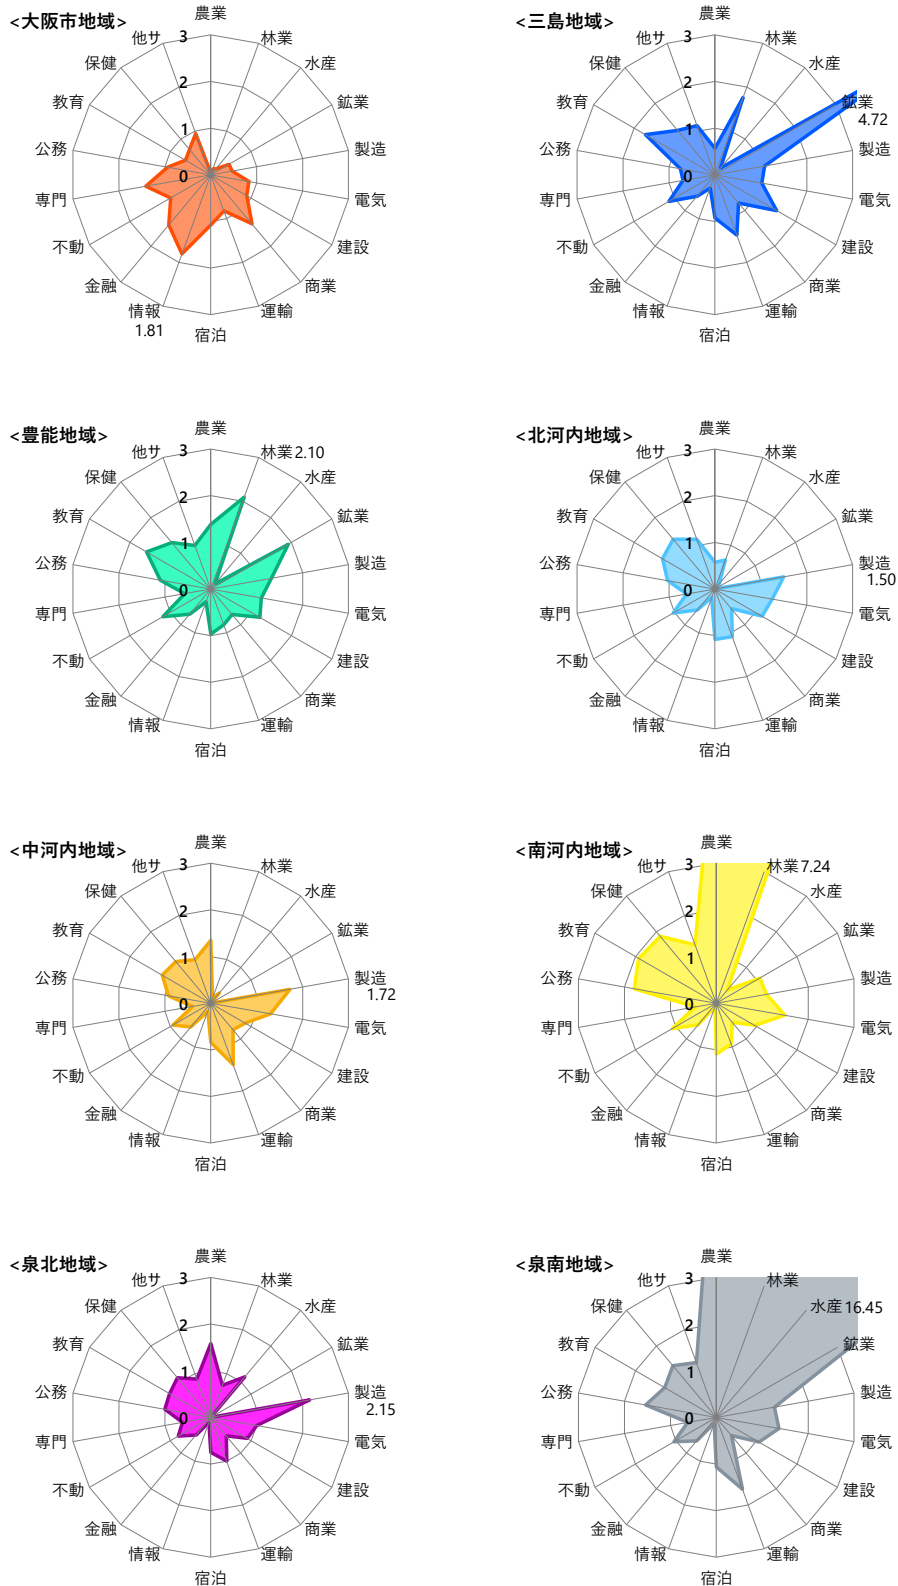 <大阪市地域>
農業
林業
水産
鉱業
製造
電気
建設
商業
運輸
宿泊
情報
1.81
金融
不動
専門
公務
教育
保健
他サ
3
2
1
0
<三島地域>
農業
林業
水産
鉱業
4.72
製造
電気
建設
商業
運輸
宿泊
情報
金融
不動
専門
公務
教育
保健
他サ
3
2
1
0
<豊能地域>
農業
林業2.10
水産
鉱業
製造
電気
建設
商業
運輸
宿泊
情報
金融
不動
専門
公務
教育
保健
他サ
3
2
1
0
<北河内地域>
農業
林業
水産
鉱業
製造
1.50
電気
建設
商業
運輸
宿泊
情報
金融
不動
専門
公務
教育
保健
他サ
3
2
1
0
<中河内地域>
農業
林業
水産
鉱業
製造
1.72
電気
建設
商業
運輸
宿泊
情報
金融
不動
専門
公務
教育
保健
他サ
3
2
1
0
<南河内地域>
農業
林業7.24
水産
鉱業
製造
電気
建設
商業
運輸
宿泊
情報
金融
不動
専門
公務
教育
保健
他サ
3
2
1
0
<泉北地域>
農業
林業
水産
鉱業
製造
2.15
電気
建設
商業
運輸
宿泊
情報
金融
不動
専門
公務
教育
保健
他サ
3
2
1
0
<泉南地域>
農業
林業
水産16.45
鉱業
製造
電気
建設
商業
運輸
宿泊
情報
金融
不動
専門
公務
教育
保健
他サ
3
2
1
0